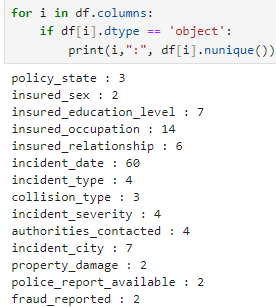 for i in df.columns:
    if df[i].dtype == 'object':
        print(i,":", df[i].nunique())
policy_state : 3
insured_sex : 2
insured_education_level : 7
insured_occupation : 14
insured_relationship : 6
incident_date : 60
incident_type : 4
collision_type : 3
incident_severity : 4
authorities_contacted : 4
incident_city : 7
property_damage : 2
police_report_available : 2
fraud_reported : 2